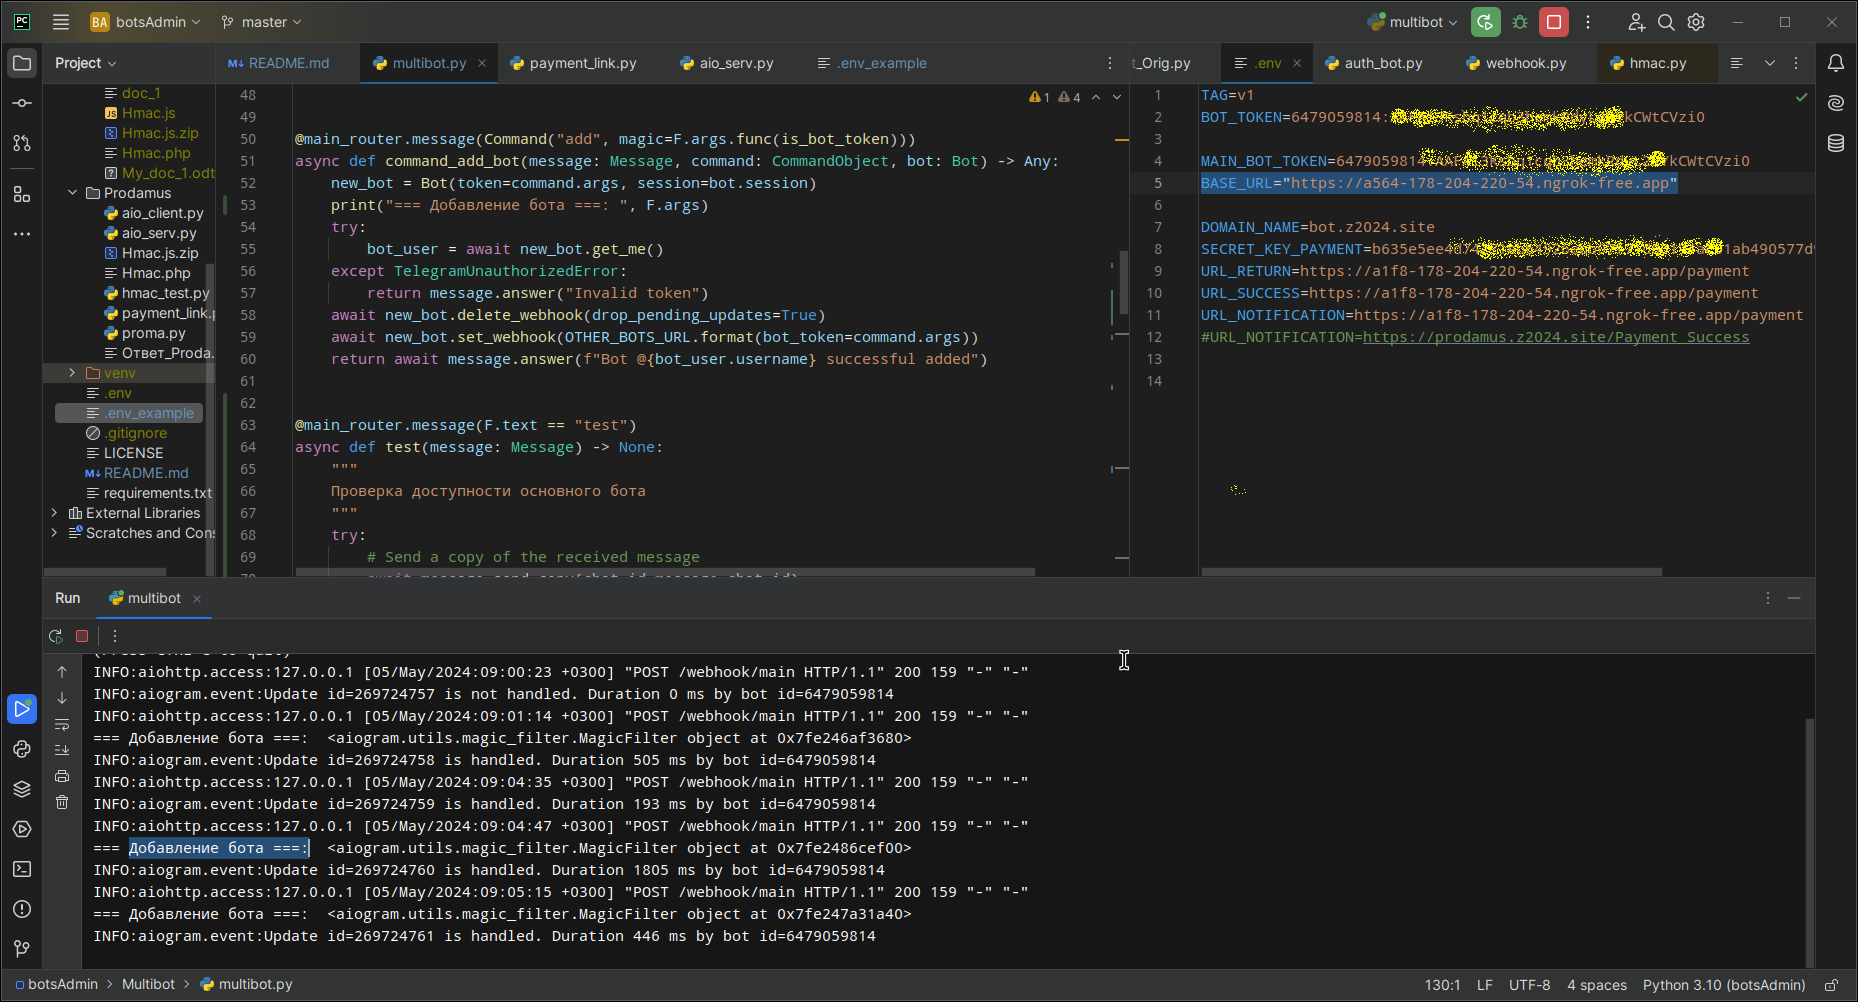 BA botsAdmin master multibot
Project README.md multibot.py payment_link.py aio_serv.py .env_example t_Orig.py .env auth_bot.py webhook.py hmac.py
doc_1
Hmac.js
Hmac.js.zip
Hmac.php
My_doc_1.odt
Prodamus
aio_client.py
aio_serv.py
Hmac.js.zip
Hmac.php
hmac_test.py
payment_link.
proma.py
Ответ_Proda.
venv
.env
.env_example
.gitignore
LICENSE
README.md
requirements.txt
External Libraries
Scratches and Cons
1 4
48
49
50 @main_router.message(Command("add", magic=F.args.func(is_bot_token)))
51 async def command_add_bot(message: Message, command: CommandObject, bot: Bot) -> Any:
52 new_bot = Bot(token=command.args, session=bot.session)
53 print("=== Добавление бота ===: ", F.args)
54 try:
55 bot_user = await new_bot.get_me()
56 except TelegramUnauthorizedError:
57 return message.answer("Invalid token")
58 await new_bot.delete_webhook(drop_pending_updates=True)
59 await new_bot.set_webhook(OTHER_BOTS_URL.format(bot_token=command.args))
60 return await message.answer(f"Bot @{bot_user.username} successful added")
61
62
63 @main_router.message(F.text == "test")
64 async def test(message: Message) -> None:
65 """
66 Проверка доступности основного бота
67 """
68 try:
69 # Send a copy of the received message
1 TAG=v1
2 BOT_TOKEN=6479059814: kCWtCVzi0
3
4 MAIN_BOT_TOKEN=6479059814 YkCWtCVzi0
5 BASE_URL="https://a564-178-204-220-54.ngrok-free.app"
6
7 DOMAIN_NAME=bot.z2024.site
8 SECRET_KEY_PAYMENT=b635e5ee4d74 1ab490577d
9 URL_RETURN=https://a1f8-178-204-220-54.ngrok-free.app/payment
10 URL_SUCCESS=https://a1f8-178-204-220-54.ngrok-free.app/payment
11 URL_NOTIFICATION=https://a1f8-178-204-220-54.ngrok-free.app/payment
12 #URL_NOTIFICATION=https://prodamus.z2024.site/Payment_Success
13
14
Run multibot
INFO:aiohttp.access:127.0.0.1 [05/May/2024:09:00:23 +0300] "POST /webhook/main HTTP/1.1" 200 159 "-" "-"
INFO:aiogram.event:Update id=269724757 is not handled. Duration 0 ms by bot id=6479059814
INFO:aiohttp.access:127.0.0.1 [05/May/2024:09:01:14 +0300] "POST /webhook/main HTTP/1.1" 200 159 "-" "-"
=== Добавление бота ===:  <aiogram.utils.magic_filter.MagicFilter object at 0x7fe246af3680>
INFO:aiogram.event:Update id=269724758 is handled. Duration 505 ms by bot id=6479059814
INFO:aiohttp.access:127.0.0.1 [05/May/2024:09:04:35 +0300] "POST /webhook/main HTTP/1.1" 200 159 "-" "-"
INFO:aiogram.event:Update id=269724759 is handled. Duration 193 ms by bot id=6479059814
INFO:aiohttp.access:127.0.0.1 [05/May/2024:09:04:47 +0300] "POST /webhook/main HTTP/1.1" 200 159 "-" "-"
=== Добавление бота ===:  <aiogram.utils.magic_filter.MagicFilter object at 0x7fe2486cef00>
INFO:aiogram.event:Update id=269724760 is handled. Duration 1805 ms by bot id=6479059814
INFO:aiohttp.access:127.0.0.1 [05/May/2024:09:05:15 +0300] "POST /webhook/main HTTP/1.1" 200 159 "-" "-"
=== Добавление бота ===:  <aiogram.utils.magic_filter.MagicFilter object at 0x7fe247a31a40>
INFO:aiogram.event:Update id=269724761 is handled. Duration 446 ms by bot id=6479059814
botsAdmin > Multibot > multibot.py 130:1 LF UTF-8 4 spaces Python 3.10 (botsAdmin)